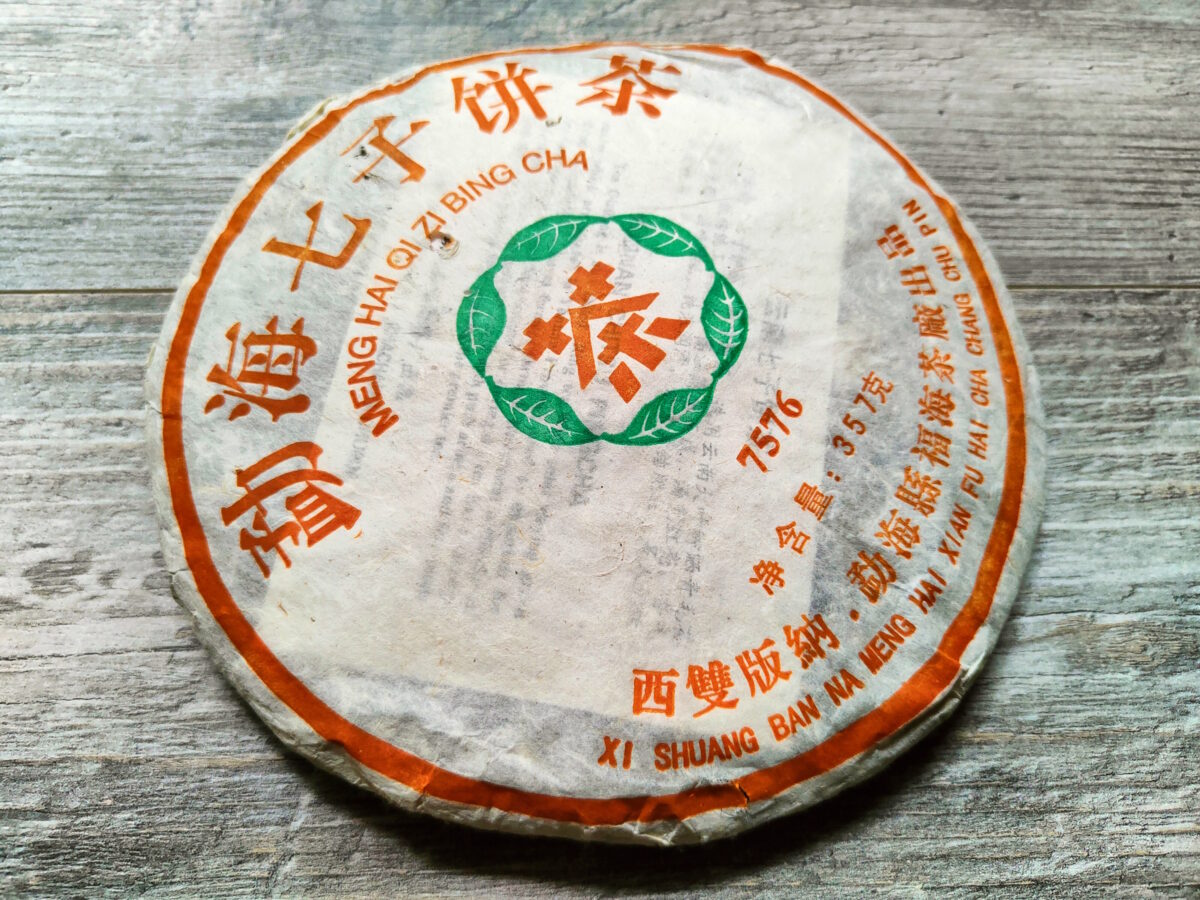 勐海七子饼茶
MENG HAI QI ZI BING CHA
茶
7576
净含量:357克
西雙版納·勐海縣福海茶廠出品
XI SHUANG BAN NA MENG HAI XIAN FU HAI CHA CHANG CHU PIN